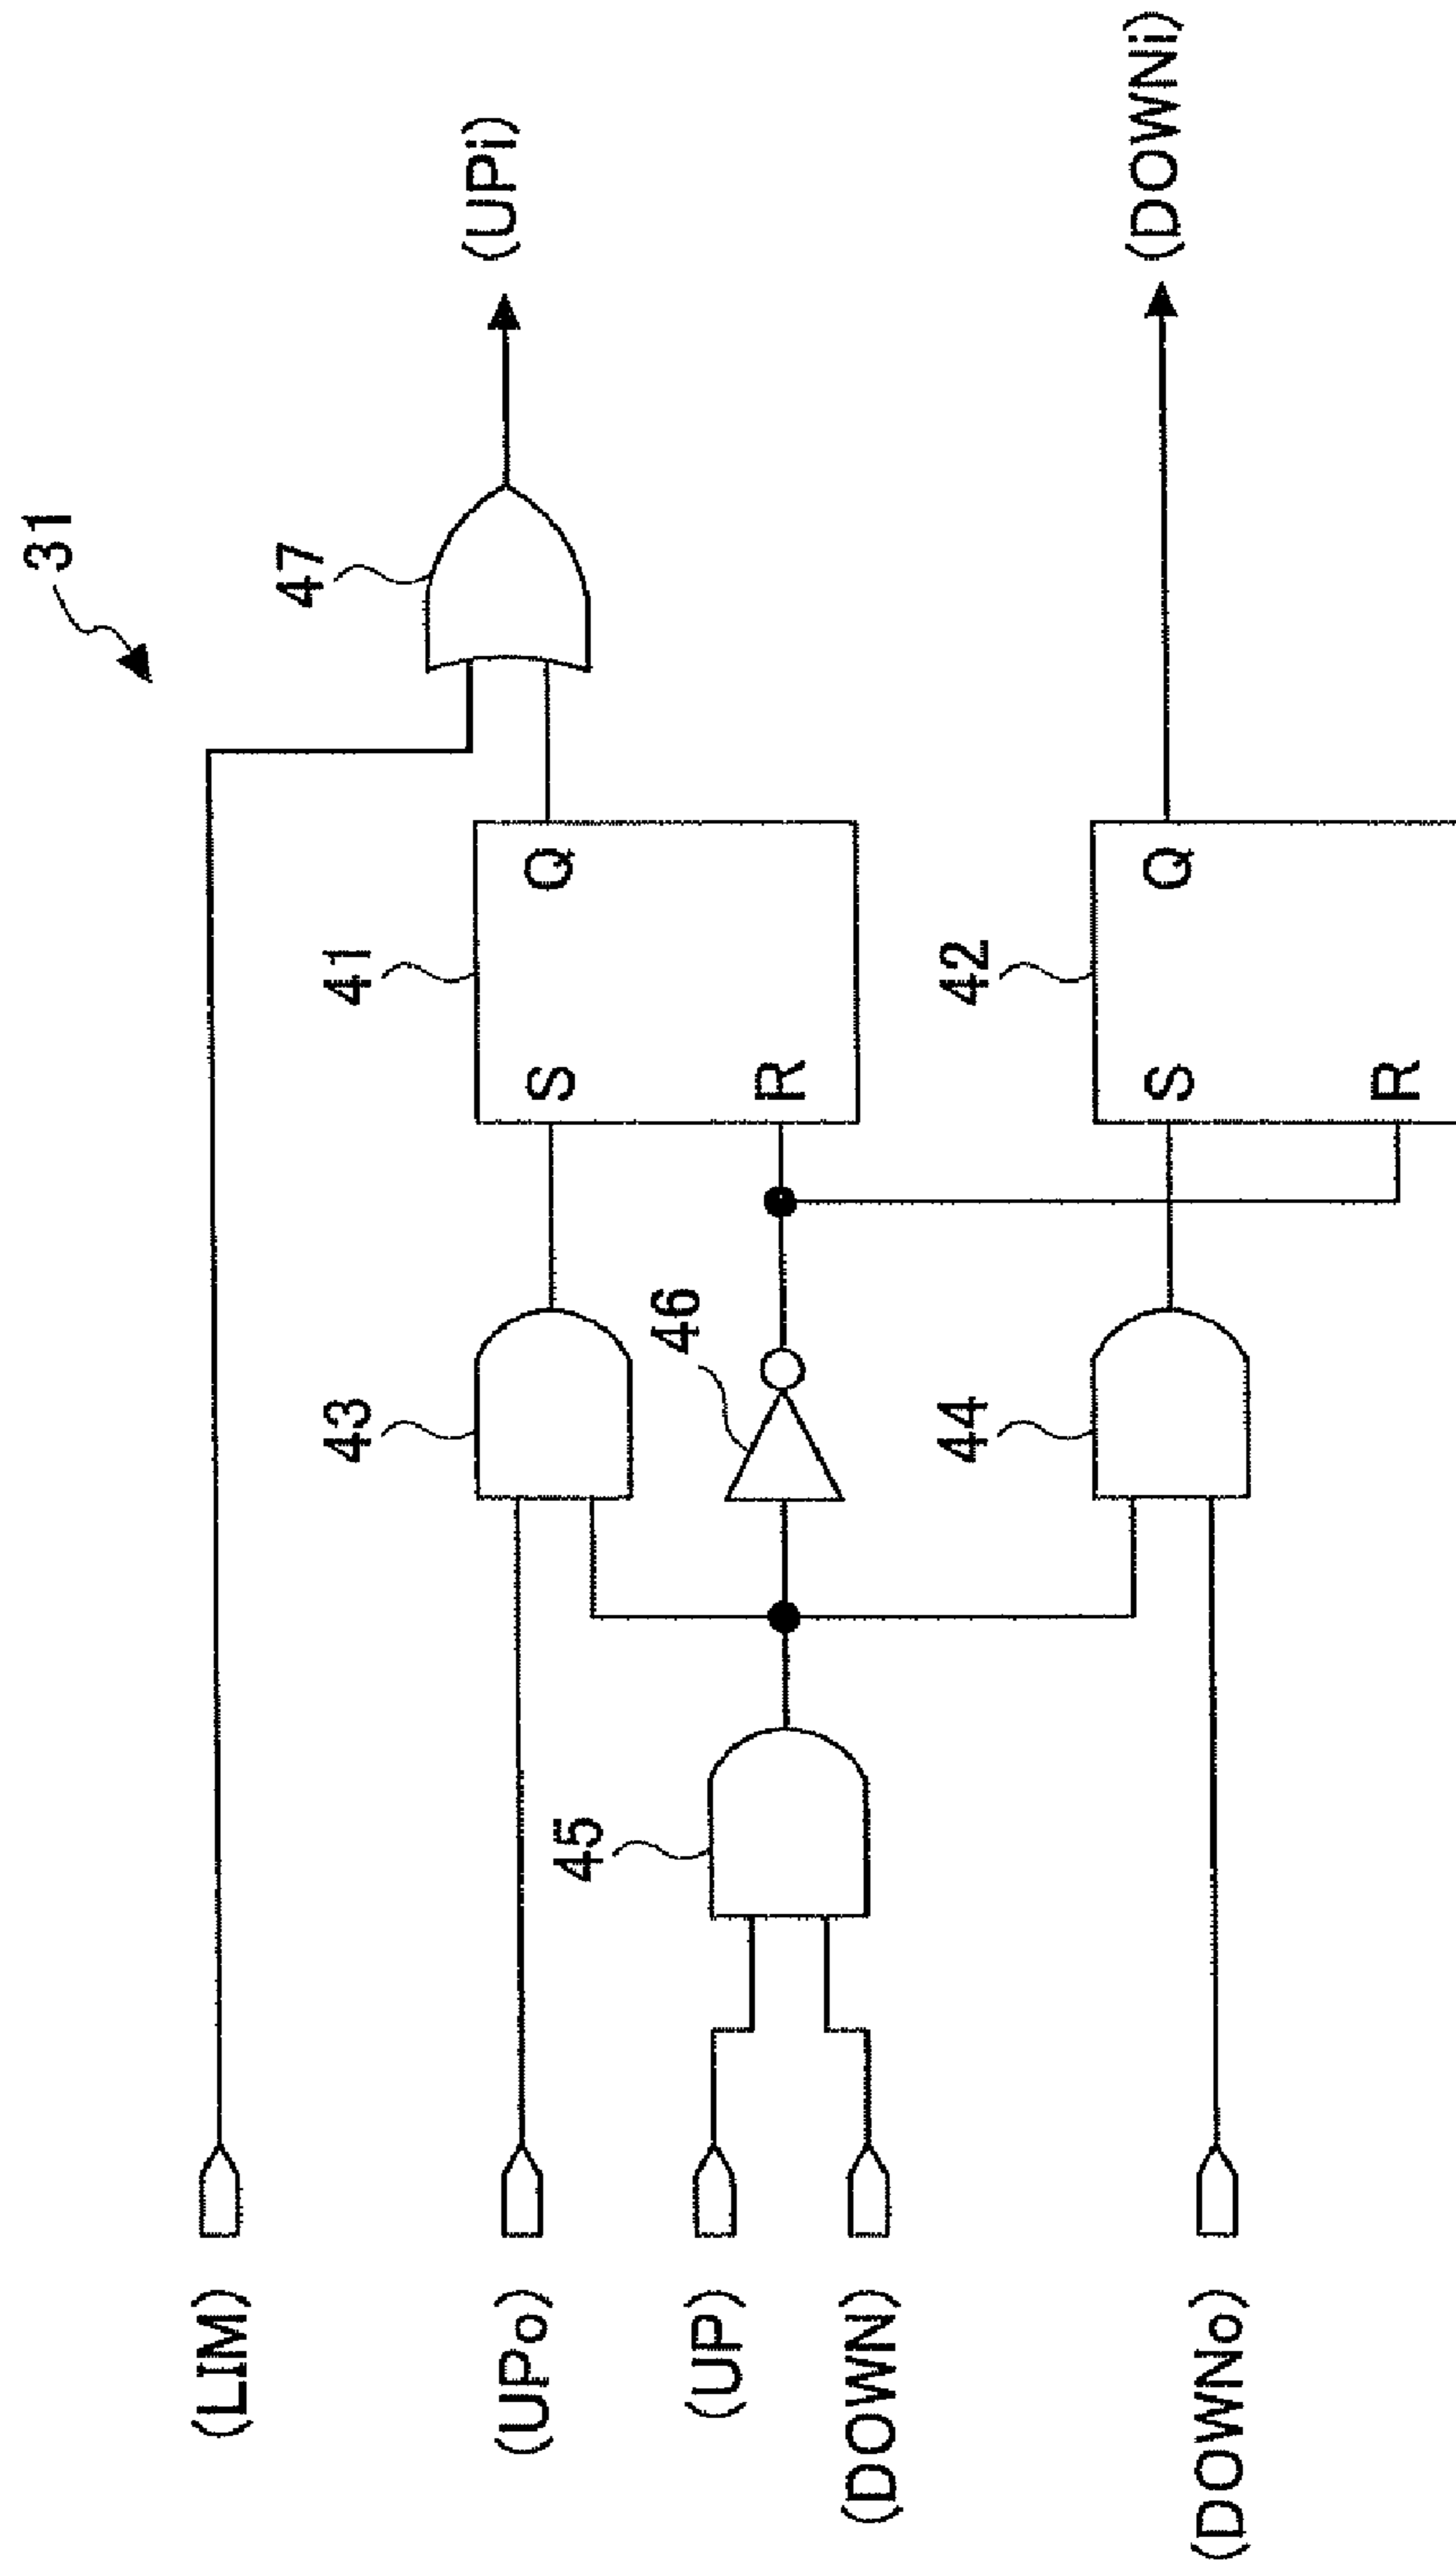 31
(LIM)
47
(UPi)
(UPo)
43
41
S
Q
R
(UP)
45
46
(DOWN)
44
42
S
Q
R
(DOWNi)
(DOWNo)